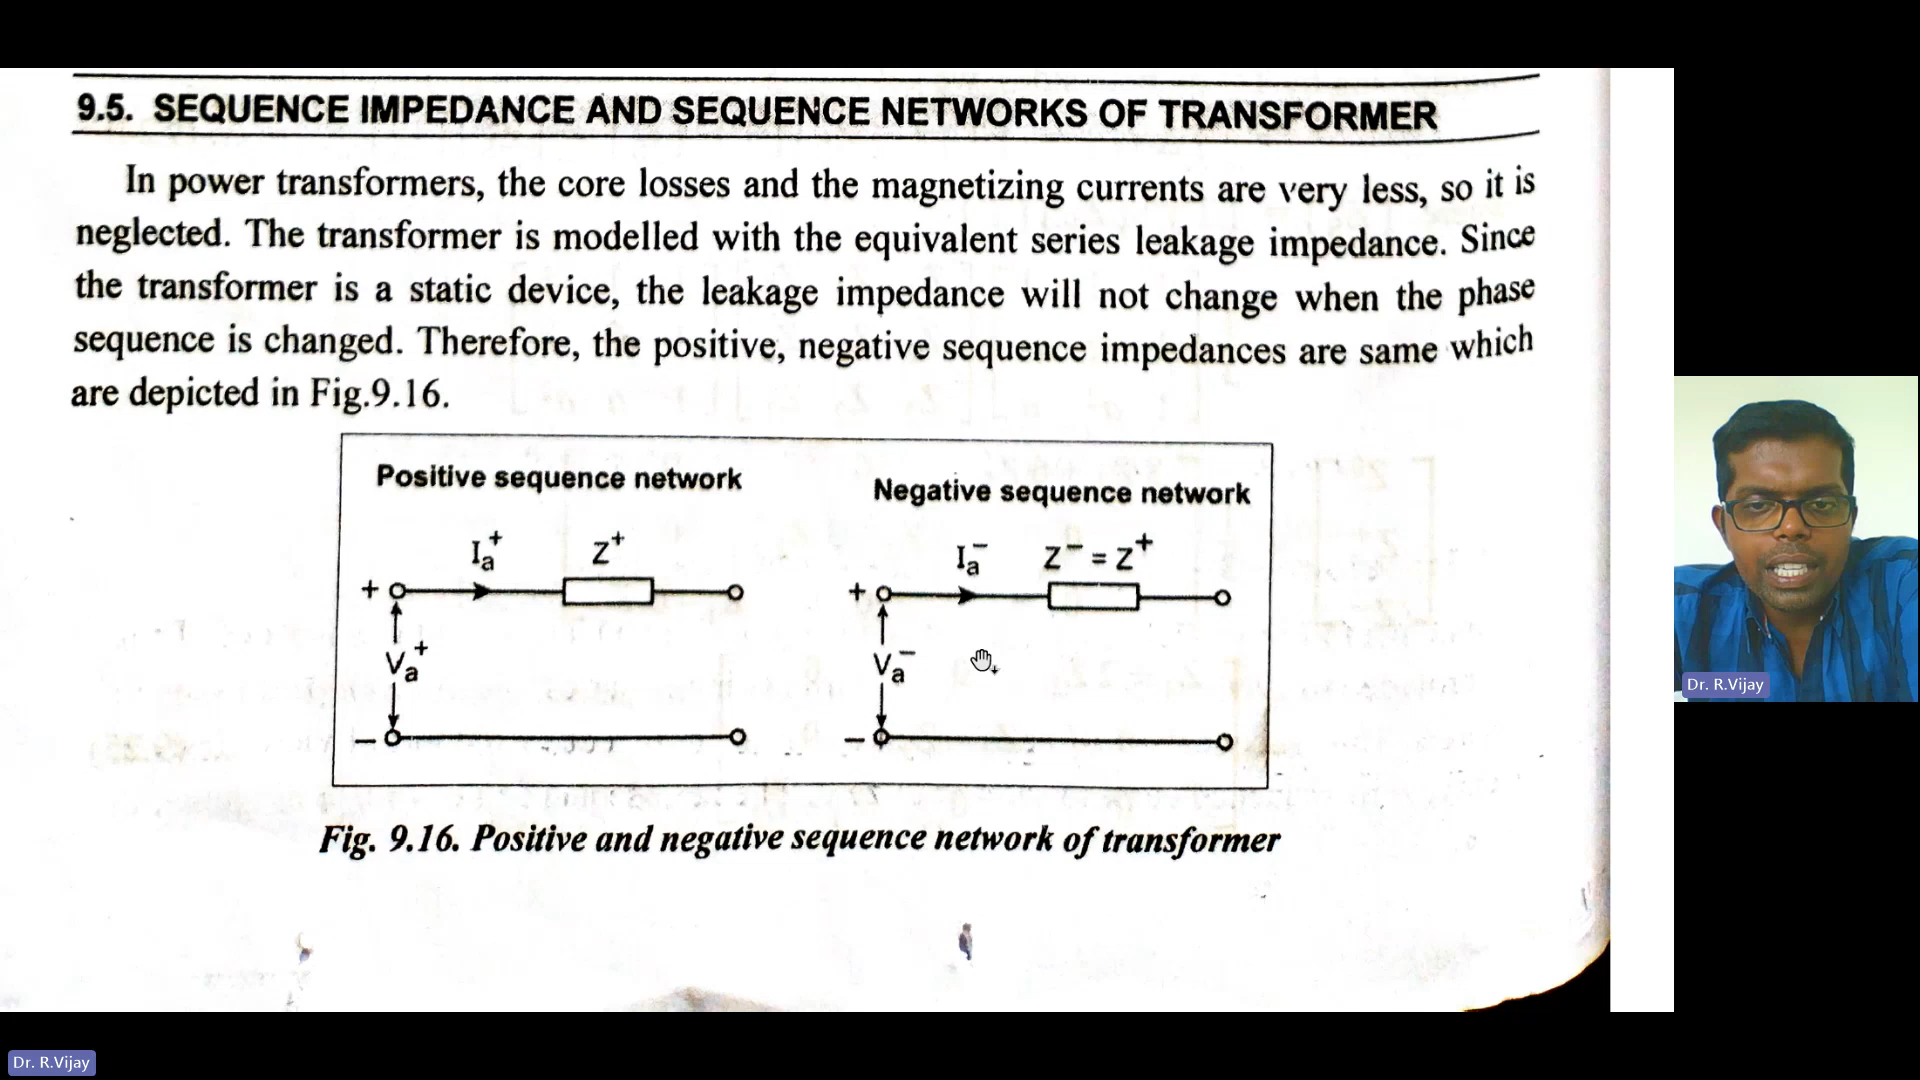 9.5. SEQUENCE IMPEDANCE AND SEQUENCE NETWORKS OF TRANSFORMER
In power transformers, the core losses and the magnetizing currents are very less, so it is
neglected. The transformer is modelled with the equivalent series leakage impedance. Since
the transformer is a static device, the leakage impedance will not change when the phase
sequence is changed. Therefore, the positive, negative sequence impedances are same which
are depicted in Fig.9.16.
Positive sequence network
Negative sequence network
Ia+ Z+
Ia− Z− = Z+
+
+
Va+
Va−
−
−
Fig. 9.16. Positive and negative sequence network of transformer
Dr. R.Vijay
Dr. R.Vijay